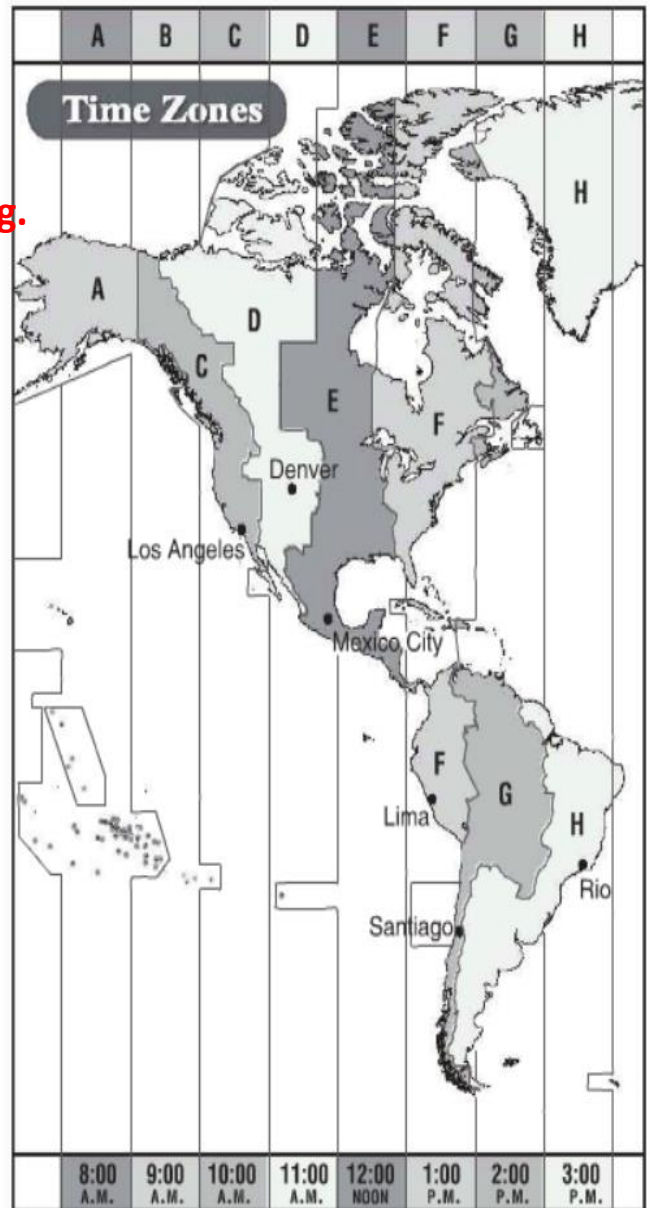 A B C D E F G H
Time Zones
g.
H
A
D
C
E
F
Denver
Los Angeles
Mexico City
F
G
Lima
H
Rio
Santiago
8:00 9:00 10:00 11:00 12:00 1:00 2:00 3:00
A.M. A.M. A.M. A.M. NOON P.M. P.M. P.M.